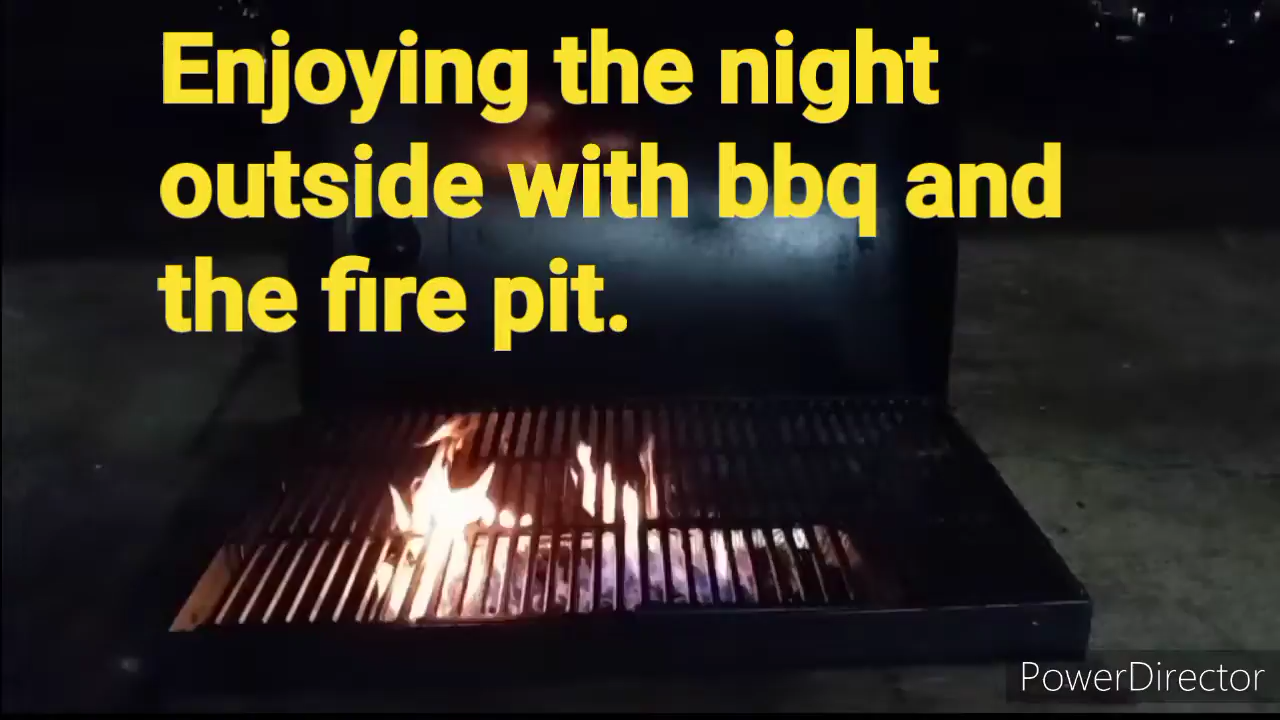 Enjoying the night
outside with bbq and
the fire pit.
PowerDirector